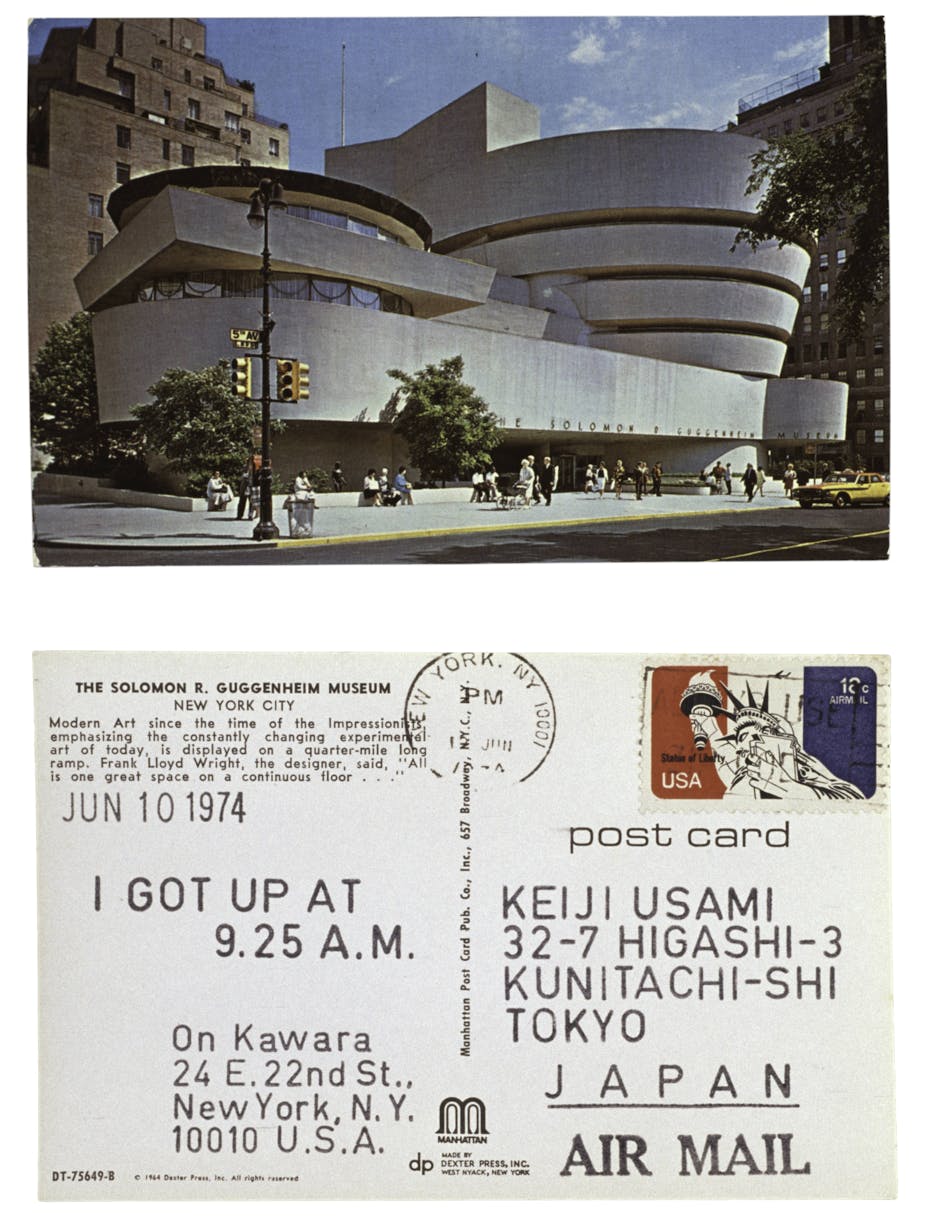 5TH AV
THE SOLOMON R. GUGGENHEIM MUSEUM
THE SOLOMON R. GUGGENHEIM MUSEUM
NEW YORK CITY
Modern Art since the time of the Impressionists
emphasizing the constantly changing experimental
art of today, is displayed on a quarter-mile long
ramp. Frank Lloyd Wright, the designer, said, "All
is one great space on a continuous floor . . ."
JUN 10 1974
I GOT UP AT
9.25 A.M.
On Kawara
24 E.22nd St.,
New York, N.Y.
10010 U.S.A.
DT-75649-B
© 1964 Dexter Press, Inc. All rights reserved
NEW YORK. NY 10001
PM
JUN
Manhattan Post Card Pub. Co., Inc., 657 Broadway, N.Y.C., N.Y.
MANHATTAN
dp
MADE BY
DEXTER PRESS, INC.
WEST NYACK, NEW YORK
18c
AIRMAIL
Statue of Liberty
USA
post card
KEIJI USAMI
32-7 HIGASHI-3
KUNITACHI-SHI
TOKYO
JAPAN
AIR MAIL